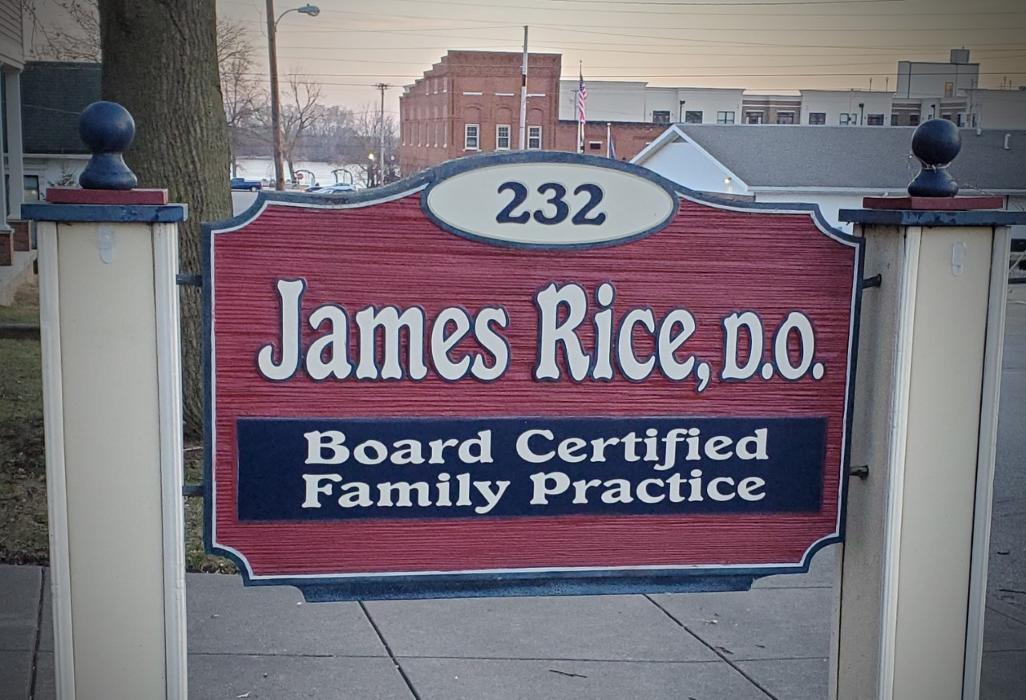 232
James Rice, D.O.
Board Certified
Family Practice